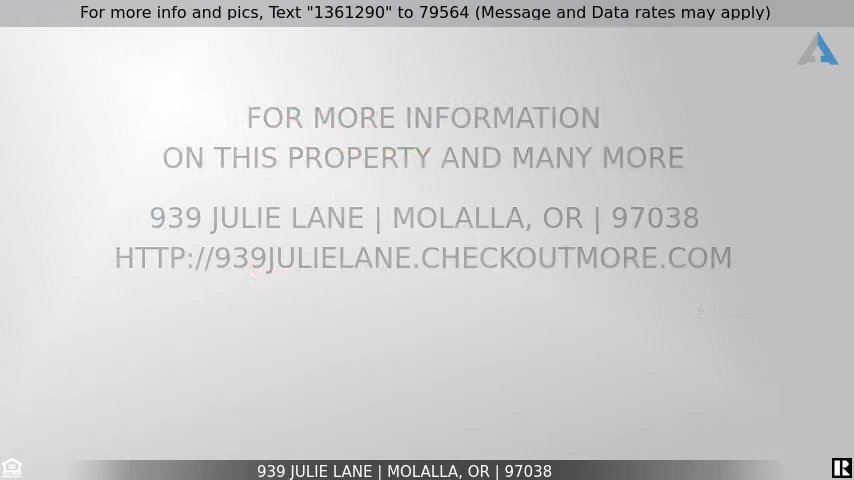 For more info and pics, Text "1361290" to 79564 (Message and Data rates may apply)
FOR MORE INFORMATION
ON THIS PROPERTY AND MANY MORE
939 JULIE LANE | MOLALLA, OR | 97038
HTTP://939JULIELANE.CHECKOUTMORE.COM
939 JULIE LANE | MOLALLA, OR | 97038